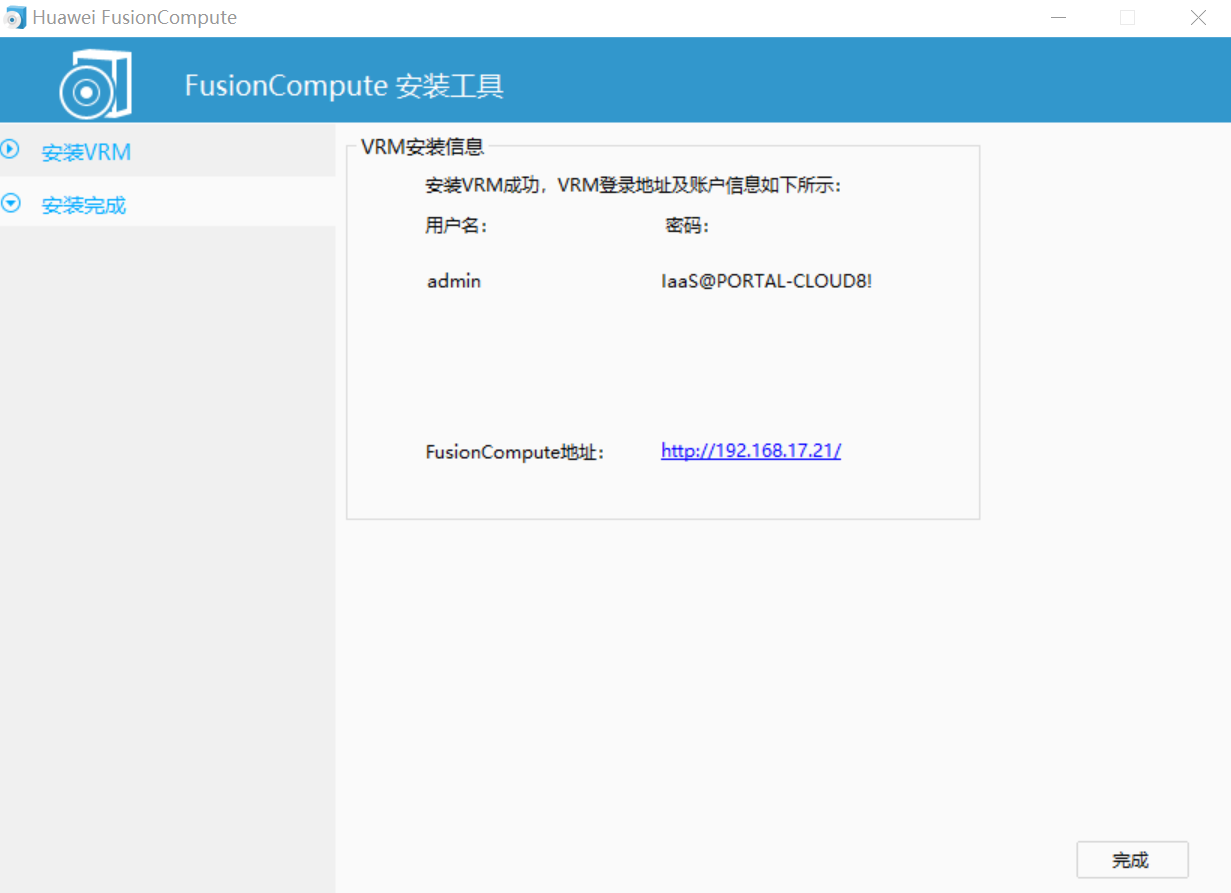 Huawei FusionCompute
FusionCompute 安装工具
安装VRM
安装完成
VRM安装信息
安装VRM成功，VRM登录地址及账户信息如下所示：
用户名： 密码：
admin IaaS@PORTAL-CLOUD8!
FusionCompute地址： http://192.168.17.21/
完成